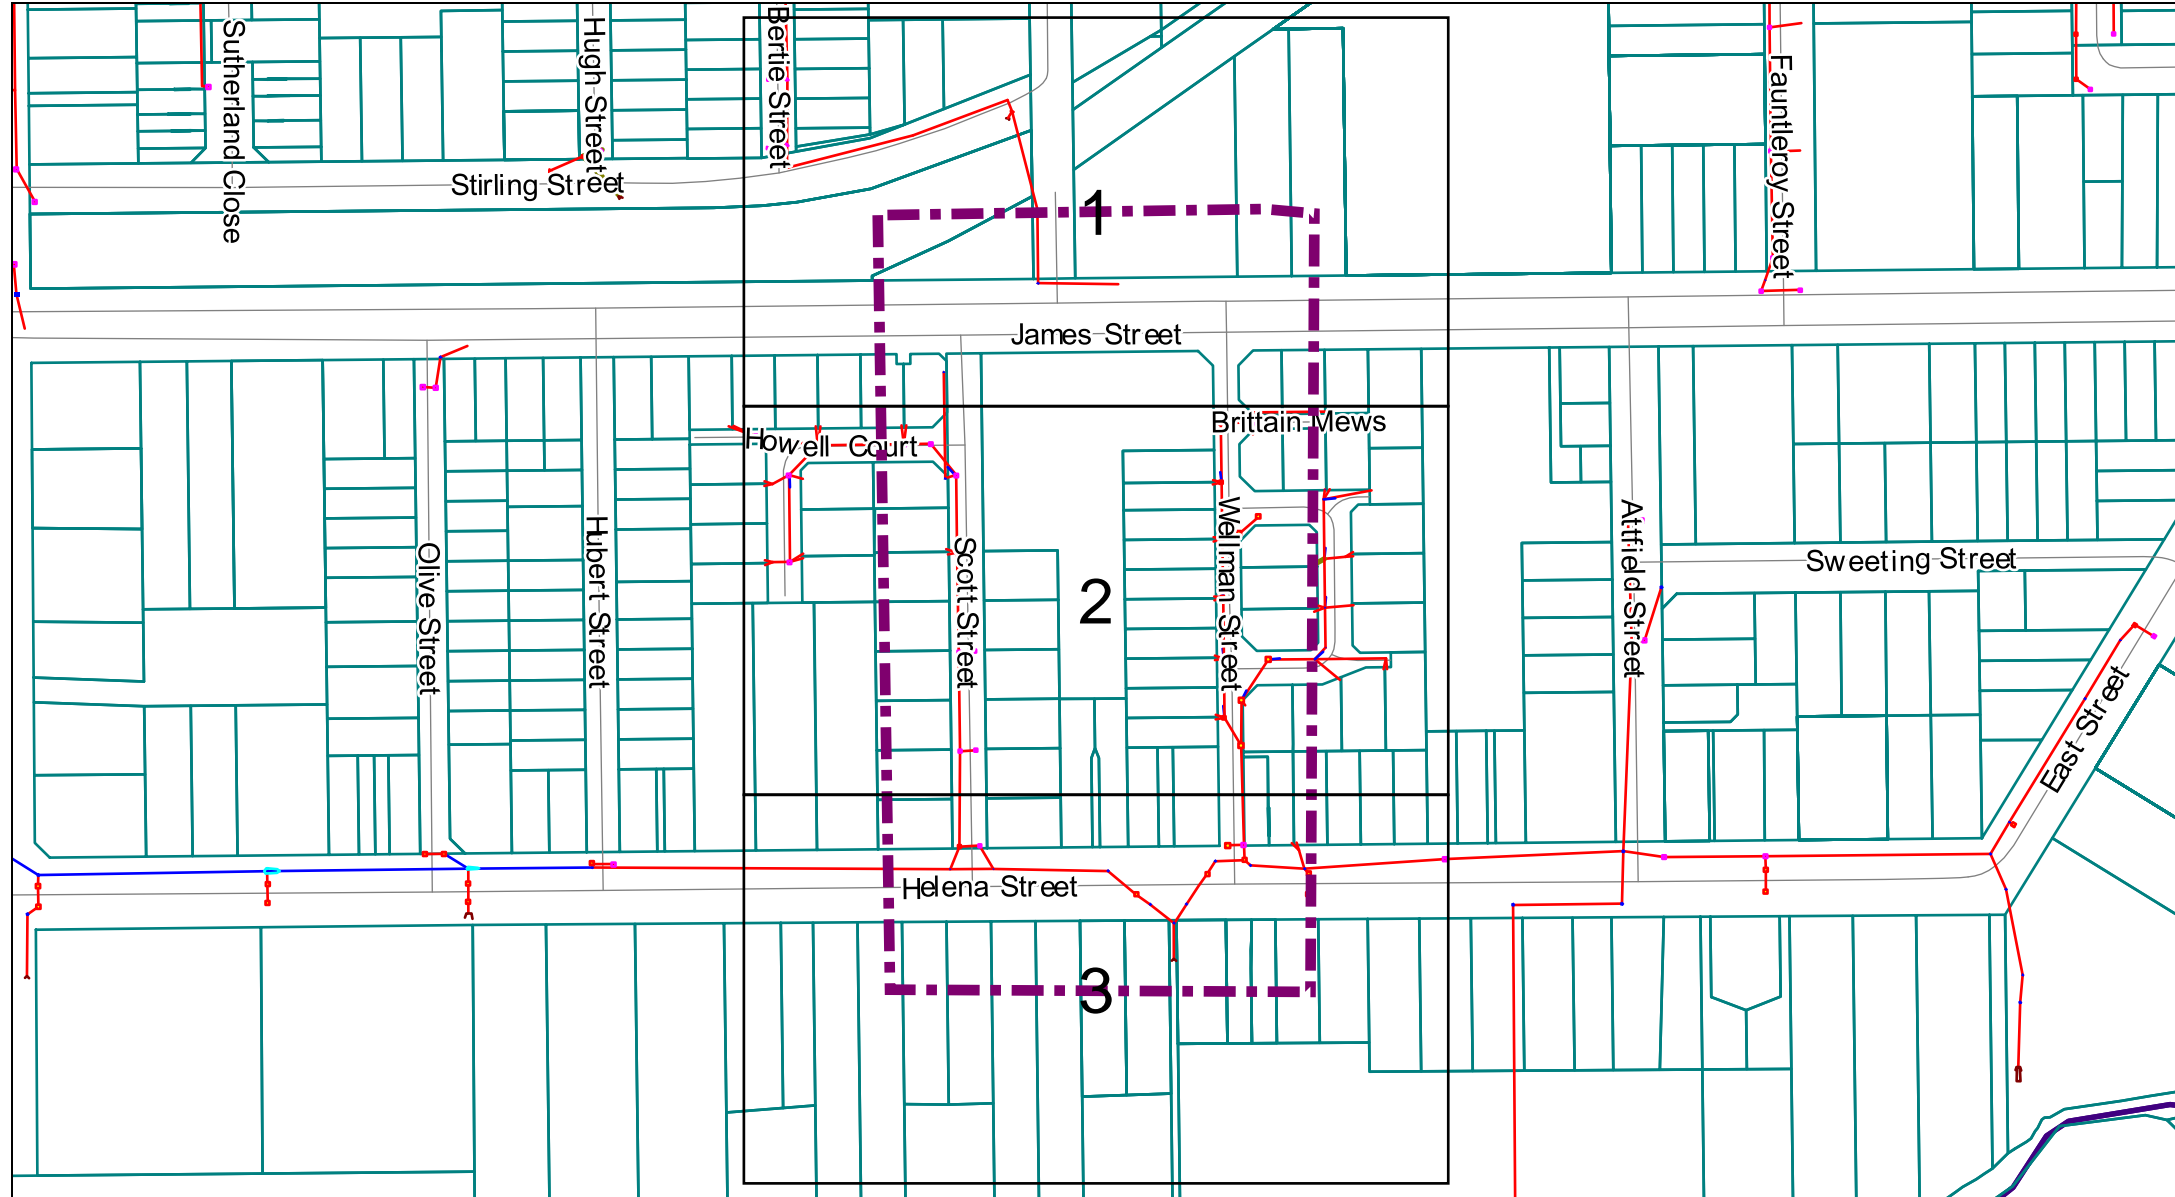 Sutherland Close
Hugh Street
Bertie Street
Fauntleroy Street
Stirling Street
1
James Street
Brittain Mews
Howell Court
Olive Street
Hubert Street
Scott Street
2
Wellman Street
Attfield Street
Sweeting Street
East Street
Helena Street
3